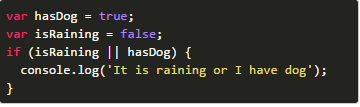 var hasDog = true;
var isRaining = false;
if (isRaining || hasDog) {
  console.log('It is raining or I have dog');
}